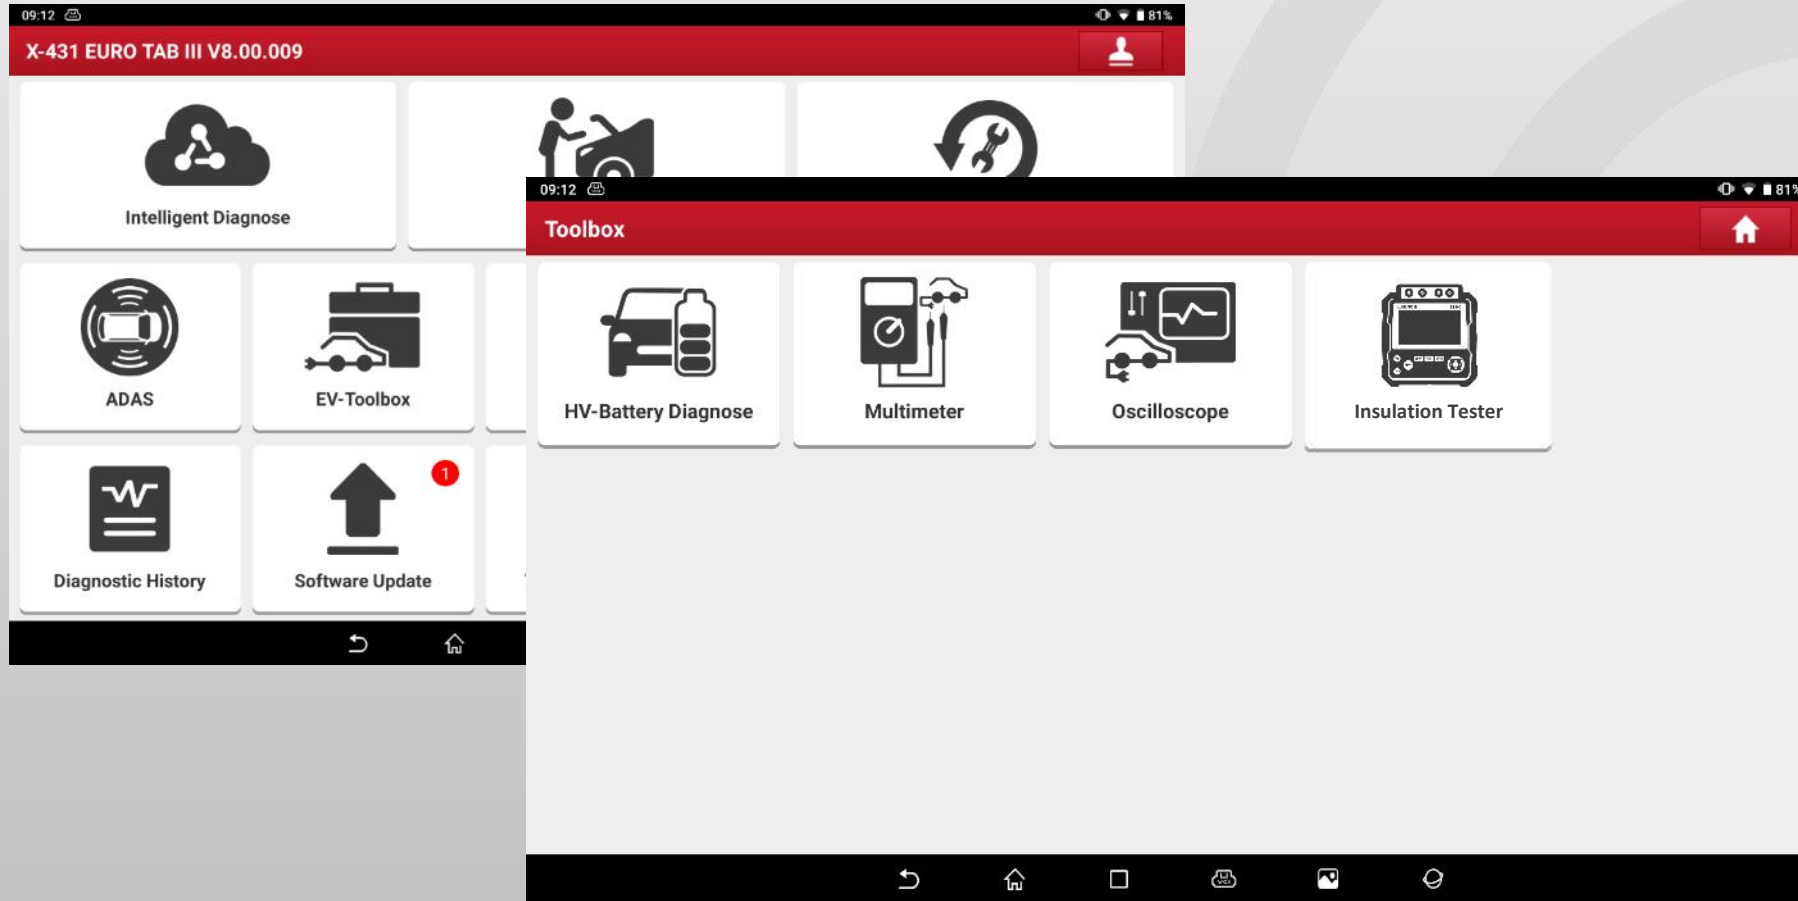 09:12
81%
X-431 EURO TAB III V8.00.009
Intelligent Diagnose
ADAS
EV-Toolbox
Diagnostic History
1
Software Update
09:12
81%
Toolbox
HV-Battery Diagnose
Multimeter
Oscilloscope
Insulation Tester
VCI